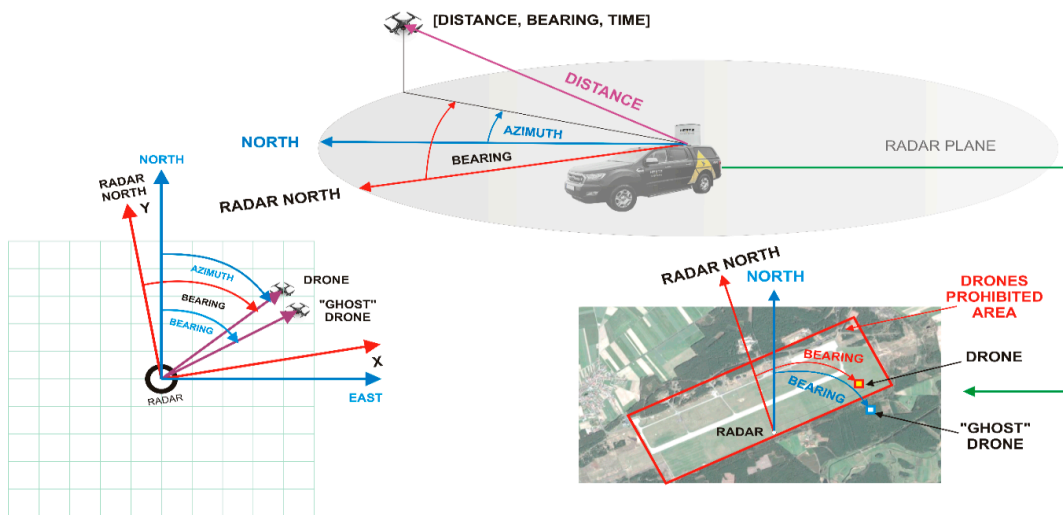 [DISTANCE, BEARING, TIME]
DISTANCE
AZIMUTH
NORTH
BEARING
RADAR PLANE
RADAR NORTH
NORTH
RADAR
NORTH
Y
AZIMUTH
DRONE
BEARING
"GHOST"
DRONE
BEARING
X
RADAR
EAST
RADAR NORTH
NORTH
DRONES
PROHIBITED
AREA
BEARING
DRONE
BEARING
RADAR
"GHOST"
DRONE